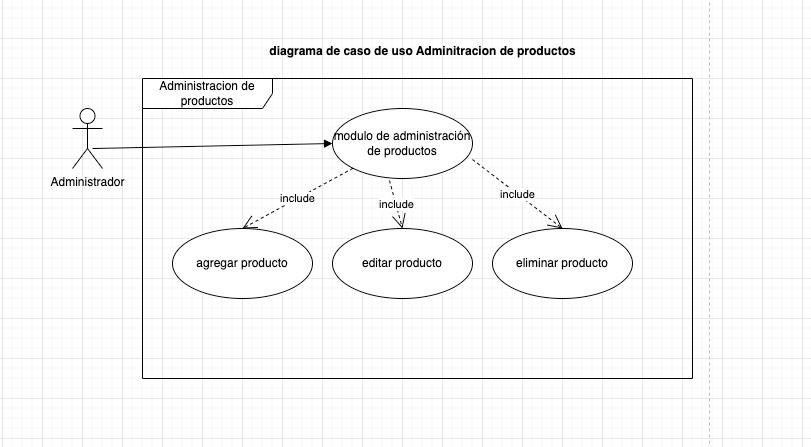 diagrama de caso de uso Adminitracion de productos
Administracion de
productos
modulo de administración
de productos
Administrador
include
include
include
agregar producto
editar producto
eliminar producto